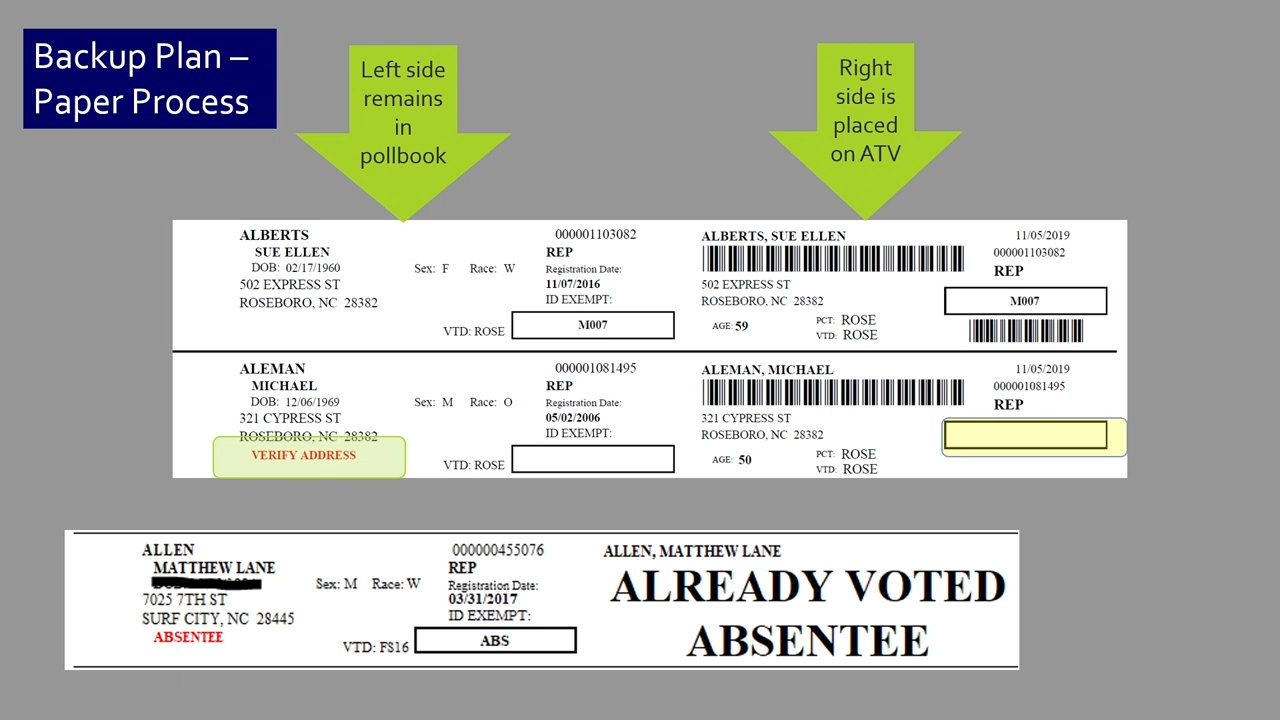 Backup Plan –
Paper Process
Left side
remains
in
pollbook
Right
side is
placed
on ATV
ALBERTS
SUE ELLEN
DOB: 02/17/1960
502 EXPRESS ST
ROSEBORO, NC 28382
Sex: F Race: W
VTD: ROSE
000001103082
REP
Registration Date:
11/07/2016
ID EXEMPT:
M007
ALBERTS, SUE ELLEN
502 EXPRESS ST
ROSEBORO, NC 28382
AGE: 59
PCT: ROSE
VTD: ROSE
11/05/2019
000001103082
REP
M007
ALEMAN
MICHAEL
DOB: 12/06/1969
321 CYPRESS ST
ROSEBORO, NC 28382
VERIFY ADDRESS
Sex: M Race: O
VTD: ROSE
000001081495
REP
Registration Date:
05/02/2006
ID EXEMPT:
ALEMAN, MICHAEL
321 CYPRESS ST
ROSEBORO, NC 28382
AGE: 50
PCT: ROSE
VTD: ROSE
11/05/2019
000001081495
REP
ALLEN
MATTHEW LANE
7025 7TH ST
SURF CITY, NC 28445
ABSENTEE
Sex: M Race: W
VTD: FS16
000000455076
REP
Registration Date:
03/31/2017
ID EXEMPT:
ABS
ALLEN, MATTHEW LANE
ALREADY VOTED
ABSENTEE